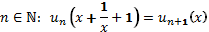 n ∈ ℕ: uₙ(x + 1/x + 1) = uₙ₊₁(x)